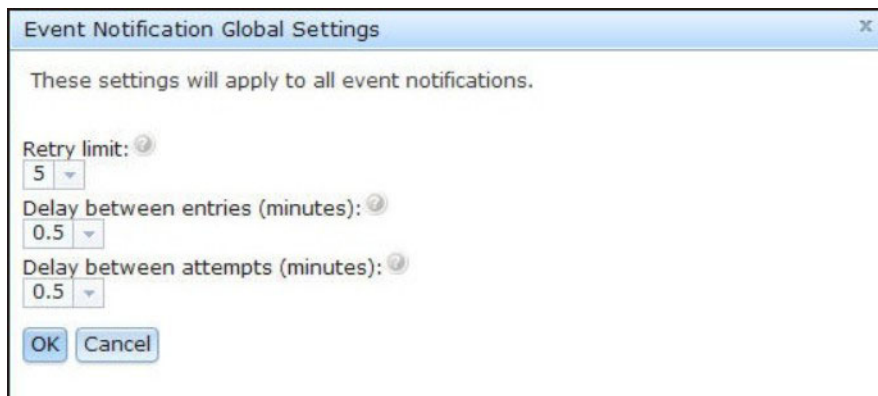 Event Notification Global Settings x
These settings will apply to all event notifications.
Retry limit: ?
5
Delay between entries (minutes): ?
0.5
Delay between attempts (minutes): ?
0.5
OK Cancel